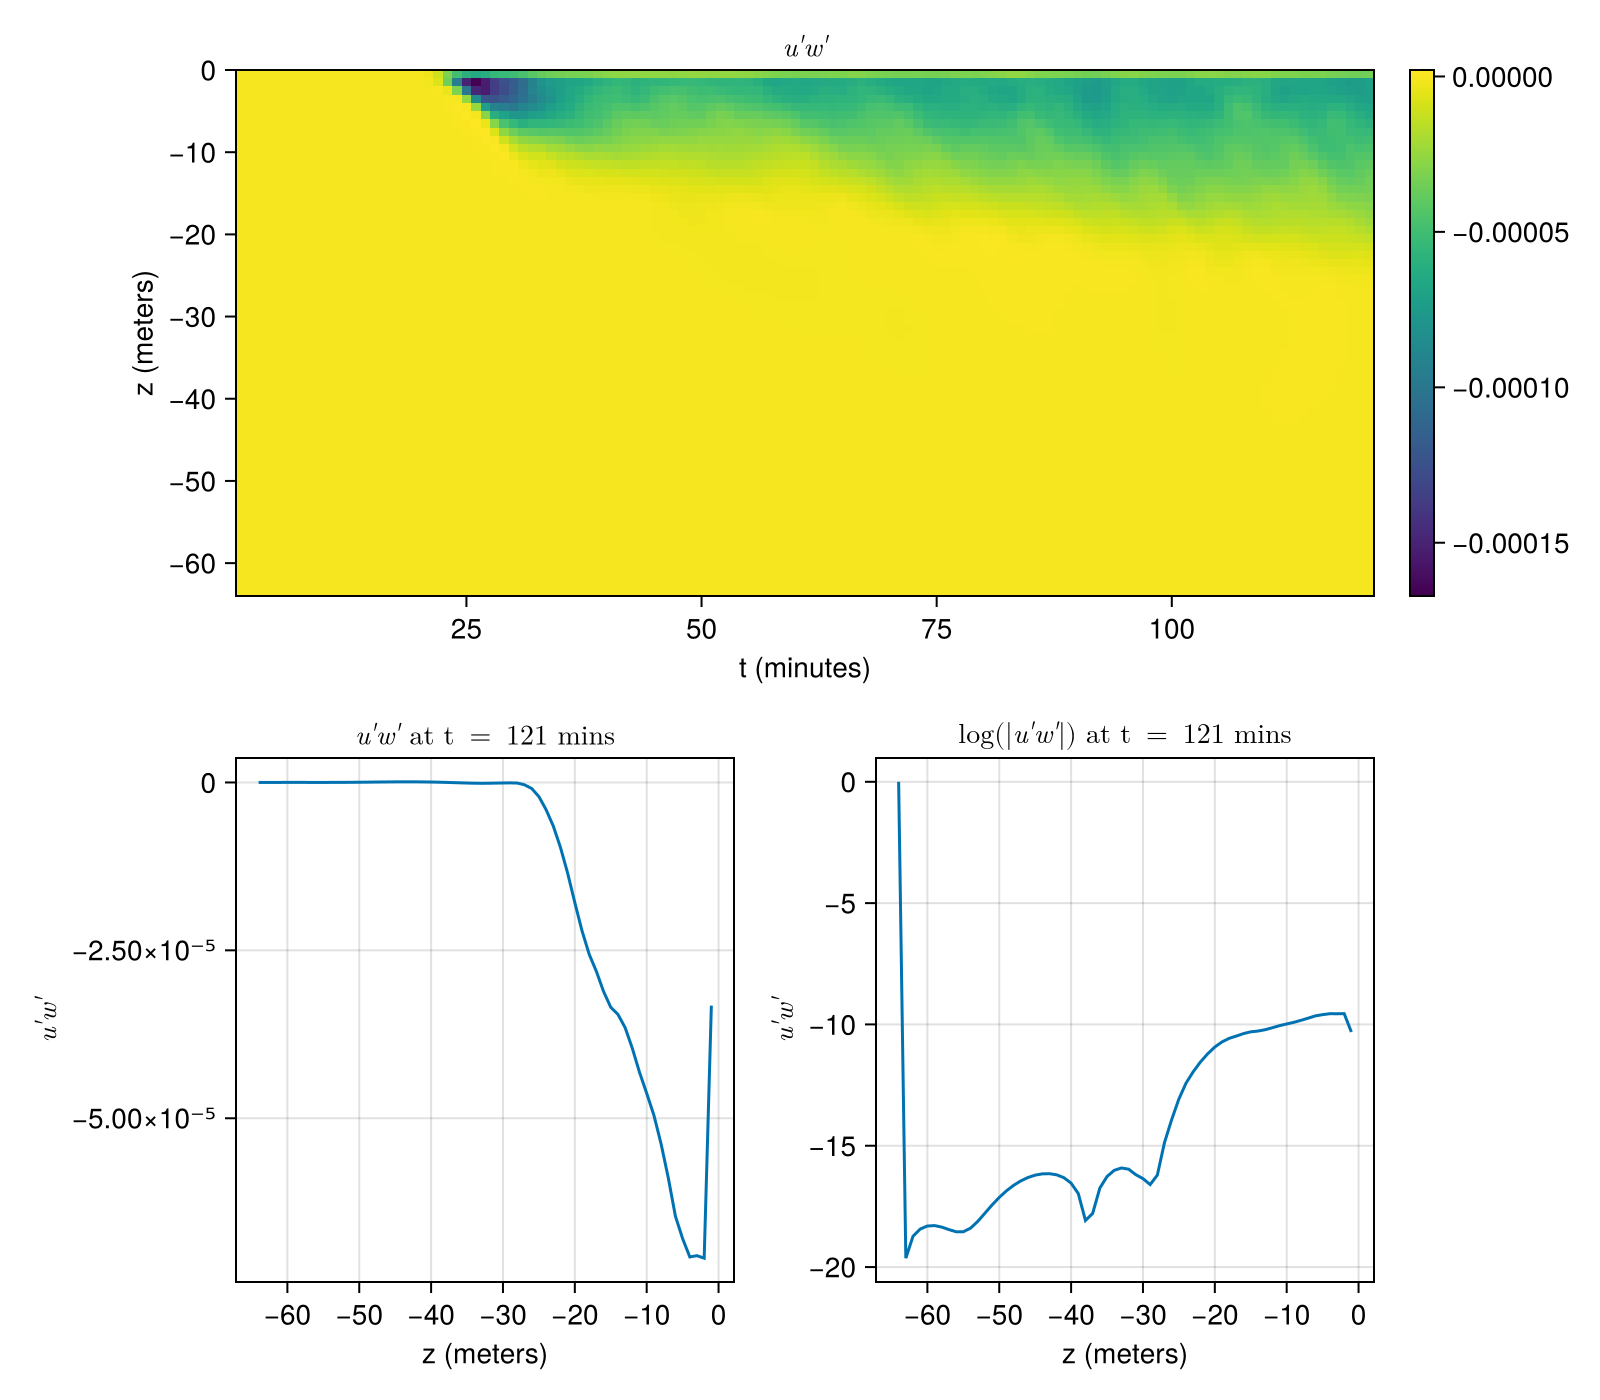 u′w′
0
−10
−20
−30
−40
−50
−60
z (meters)
25 50 75 100
t (minutes)
0.00000
−0.00005
−0.00010
−0.00015
u′w′ at t = 121 mins
0
−2.50×10⁻⁵
−5.00×10⁻⁵
u′w′
−60 −50 −40 −30 −20 −10 0
z (meters)
log(|u′w′|) at t = 121 mins
0
−5
−10
−15
−20
u′w′
−60 −50 −40 −30 −20 −10 0
z (meters)